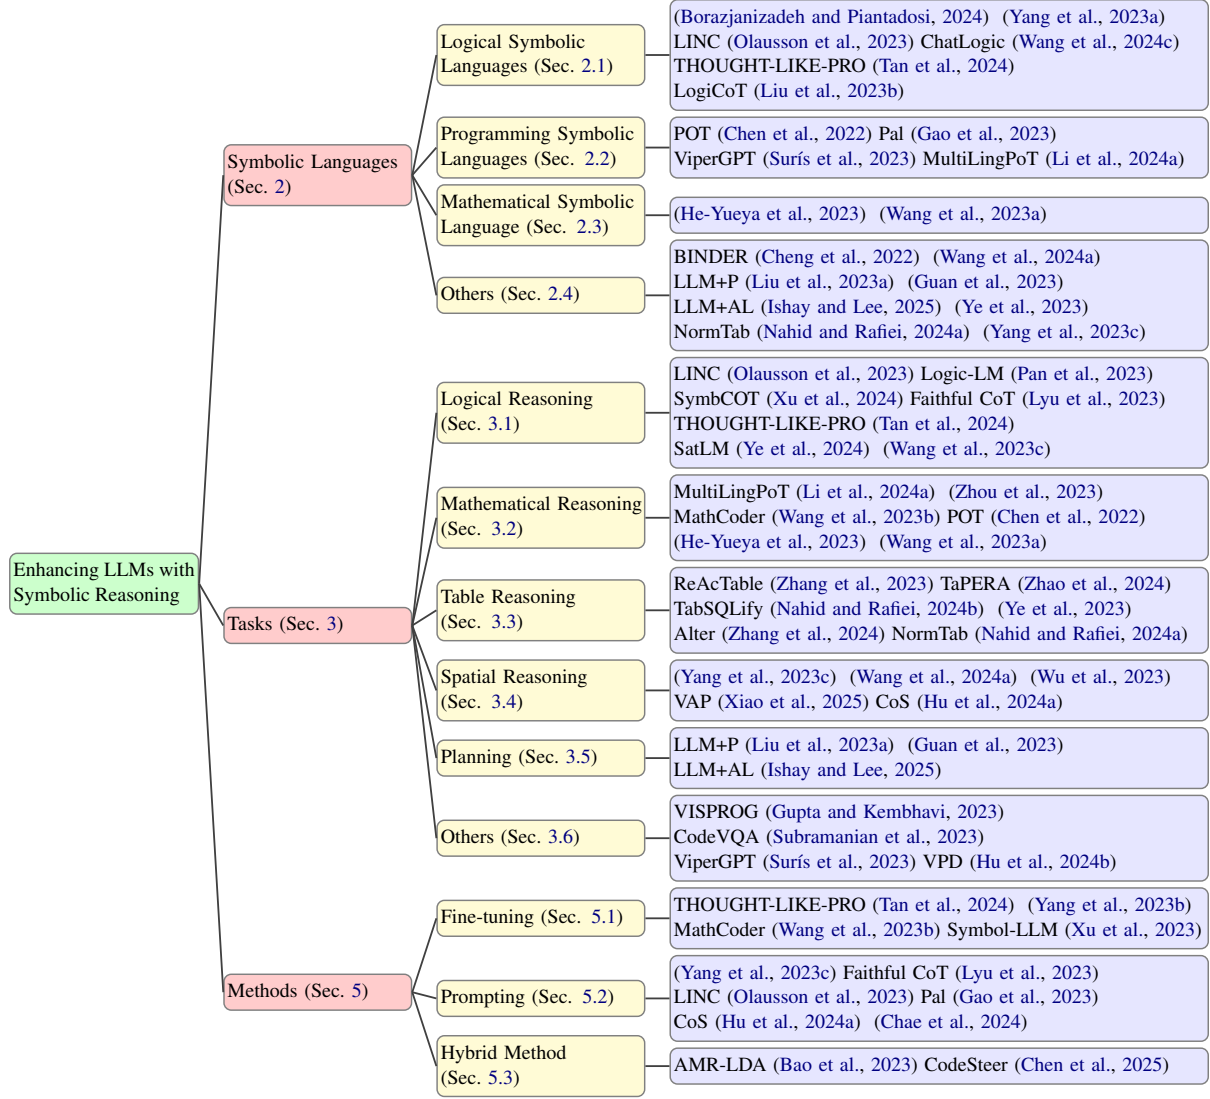 Enhancing LLMs with
Symbolic Reasoning
Symbolic Languages
(Sec. 2)
Logical Symbolic
Languages (Sec. 2.1)
(Borazjanizadeh and Piantadosi, 2024) (Yang et al., 2023a)
LINC (Olausson et al., 2023) ChatLogic (Wang et al., 2024c)
THOUGHT-LIKE-PRO (Tan et al., 2024)
LogiCoT (Liu et al., 2023b)
Programming Symbolic
Languages (Sec. 2.2)
POT (Chen et al., 2022) Pal (Gao et al., 2023)
ViperGPT (Surís et al., 2023) MultiLingPoT (Li et al., 2024a)
Mathematical Symbolic
Language (Sec. 2.3)
(He-Yueya et al., 2023) (Wang et al., 2023a)
Others (Sec. 2.4)
BINDER (Cheng et al., 2022) (Wang et al., 2024a)
LLM+P (Liu et al., 2023a) (Guan et al., 2023)
LLM+AL (Ishay and Lee, 2025) (Ye et al., 2023)
NormTab (Nahid and Rafiei, 2024a) (Yang et al., 2023c)
Tasks (Sec. 3)
Logical Reasoning
(Sec. 3.1)
LINC (Olausson et al., 2023) Logic-LM (Pan et al., 2023)
SymbCOT (Xu et al., 2024) Faithful CoT (Lyu et al., 2023)
THOUGHT-LIKE-PRO (Tan et al., 2024)
SatLM (Ye et al., 2024) (Wang et al., 2023c)
Mathematical Reasoning
(Sec. 3.2)
MultiLingPoT (Li et al., 2024a) (Zhou et al., 2023)
MathCoder (Wang et al., 2023b) POT (Chen et al., 2022)
(He-Yueya et al., 2023) (Wang et al., 2023a)
Table Reasoning
(Sec. 3.3)
ReAcTable (Zhang et al., 2023) TaPERA (Zhao et al., 2024)
TabSQLify (Nahid and Rafiei, 2024b) (Ye et al., 2023)
Alter (Zhang et al., 2024) NormTab (Nahid and Rafiei, 2024a)
Spatial Reasoning
(Sec. 3.4)
(Yang et al., 2023c) (Wang et al., 2024a) (Wu et al., 2023)
VAP (Xiao et al., 2025) CoS (Hu et al., 2024a)
Planning (Sec. 3.5)
LLM+P (Liu et al., 2023a) (Guan et al., 2023)
LLM+AL (Ishay and Lee, 2025)
Others (Sec. 3.6)
VISPROG (Gupta and Kembhavi, 2023)
CodeVQA (Subramanian et al., 2023)
ViperGPT (Surís et al., 2023) VPD (Hu et al., 2024b)
Methods (Sec. 5)
Fine-tuning (Sec. 5.1)
THOUGHT-LIKE-PRO (Tan et al., 2024) (Yang et al., 2023b)
MathCoder (Wang et al., 2023b) Symbol-LLM (Xu et al., 2023)
Prompting (Sec. 5.2)
(Yang et al., 2023c) Faithful CoT (Lyu et al., 2023)
LINC (Olausson et al., 2023) Pal (Gao et al., 2023)
CoS (Hu et al., 2024a) (Chae et al., 2024)
Hybrid Method
(Sec. 5.3)
AMR-LDA (Bao et al., 2023) CodeSteer (Chen et al., 2025)